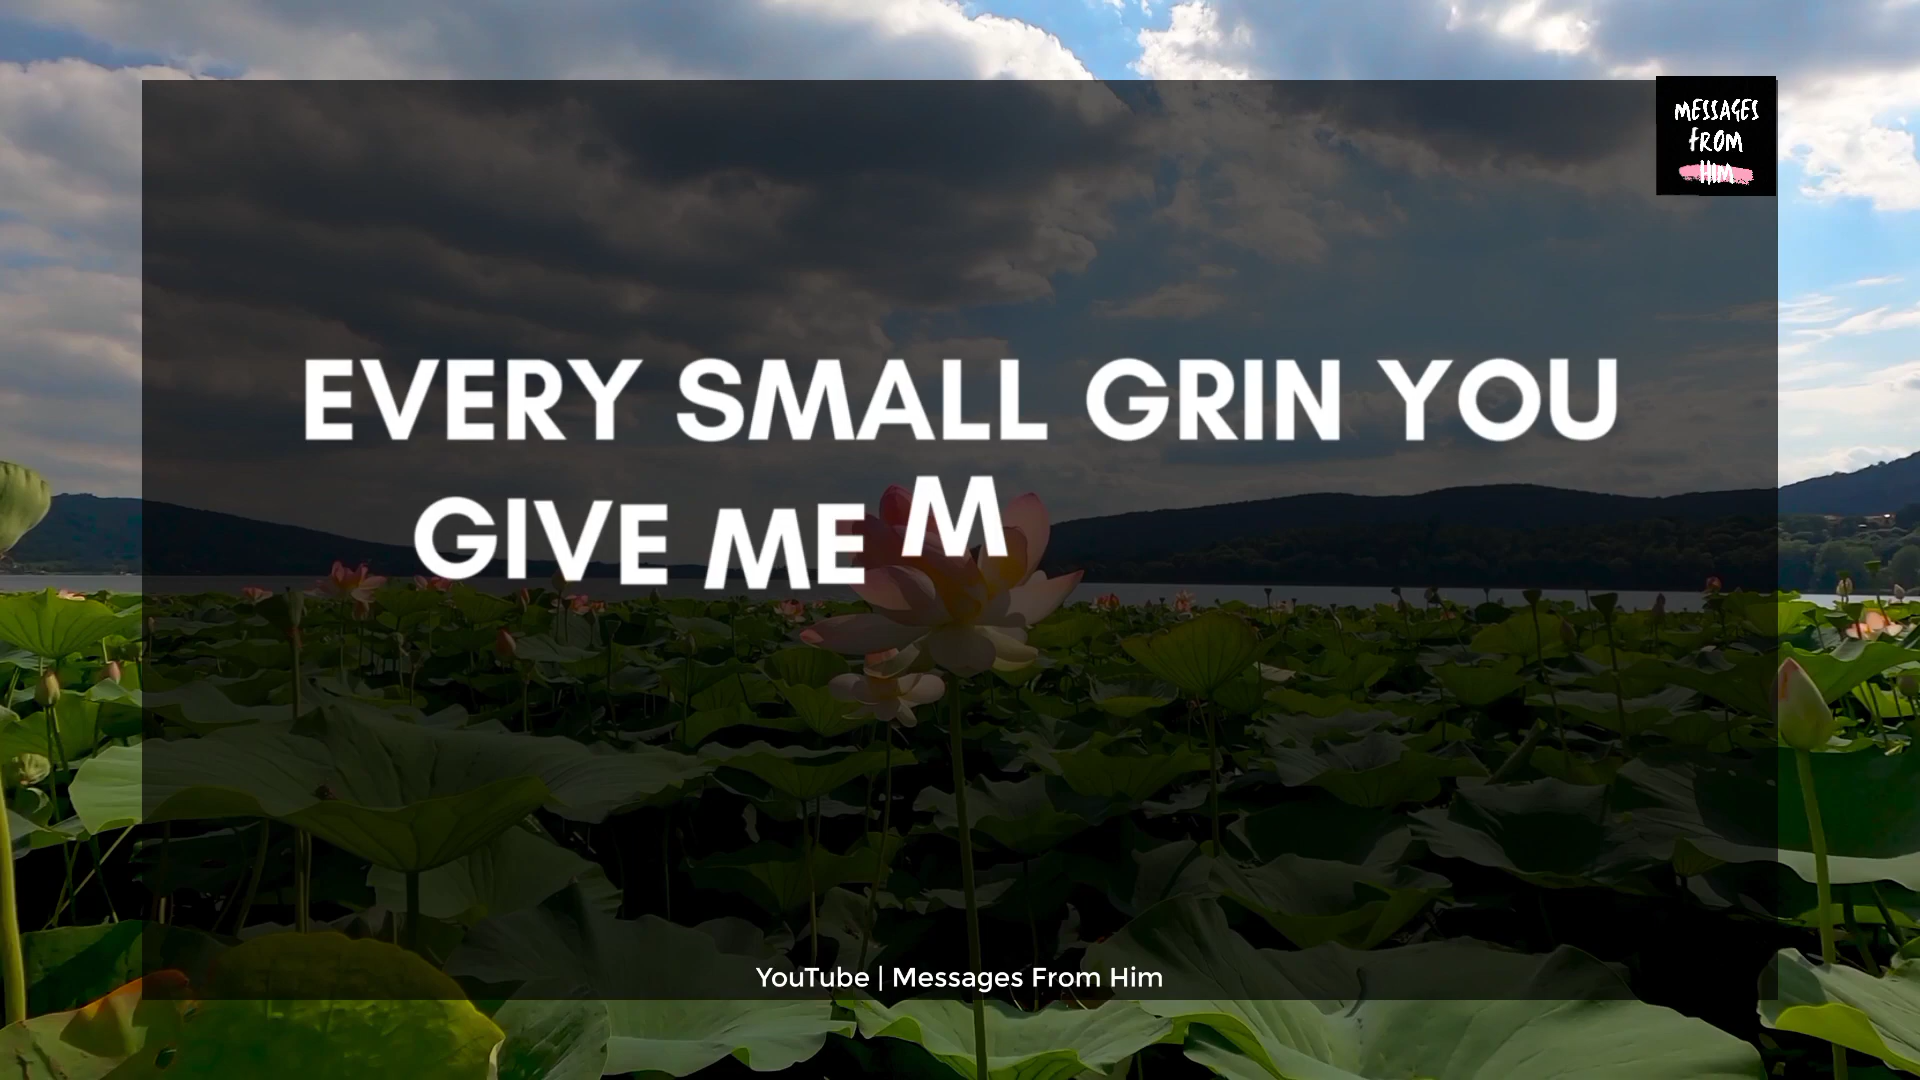 MESSAGES
FROM
HIM
EVERY SMALL GRIN YOU
GIVE ME M
YouTube | Messages From Him